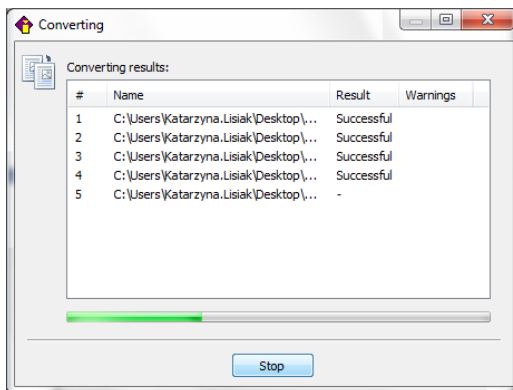 Converting
Converting results:
# Name Result Warnings
1 C:\Users\Katarzyna.Lisiak\Desktop\... Successful
2 C:\Users\Katarzyna.Lisiak\Desktop\... Successful
3 C:\Users\Katarzyna.Lisiak\Desktop\... Successful
4 C:\Users\Katarzyna.Lisiak\Desktop\... Successful
5 C:\Users\Katarzyna.Lisiak\Desktop\... -
Stop